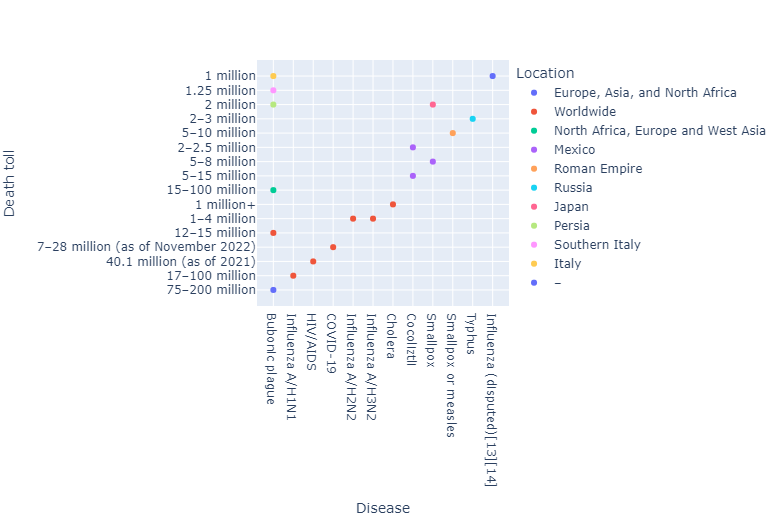 Death toll
1 million
1.25 million
2 million
2–3 million
5–10 million
2–2.5 million
5–8 million
5–15 million
15–100 million
1 million+
1–4 million
12–15 million
7–28 million (as of November 2022)
40.1 million (as of 2021)
17–100 million
75–200 million
Bubonic plague
Influenza A/H1N1
HIV/AIDS
COVID-19
Influenza A/H2N2
Influenza A/H3N2
Cholera
Cocoliztli
Smallpox
Smallpox or measles
Typhus
Influenza (disputed)[13][14]
Disease
Location
Europe, Asia, and North Africa
Worldwide
North Africa, Europe and West Asia
Mexico
Roman Empire
Russia
Japan
Persia
Southern Italy
Italy
–